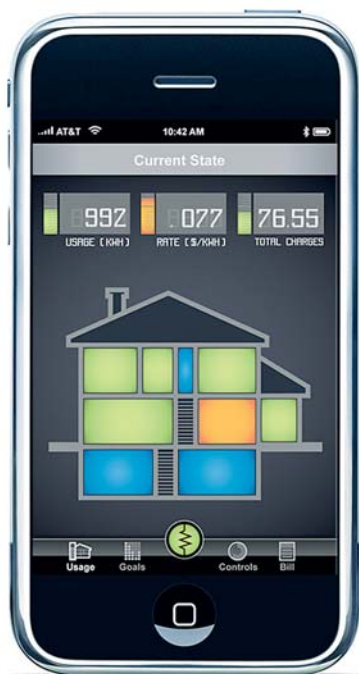 AT&T 10:42 AM
Current State
992 .077 76.55
USAGE (KWH) RATE ($/KWH) TOTAL CHARGES
Usage Goals Controls Bill